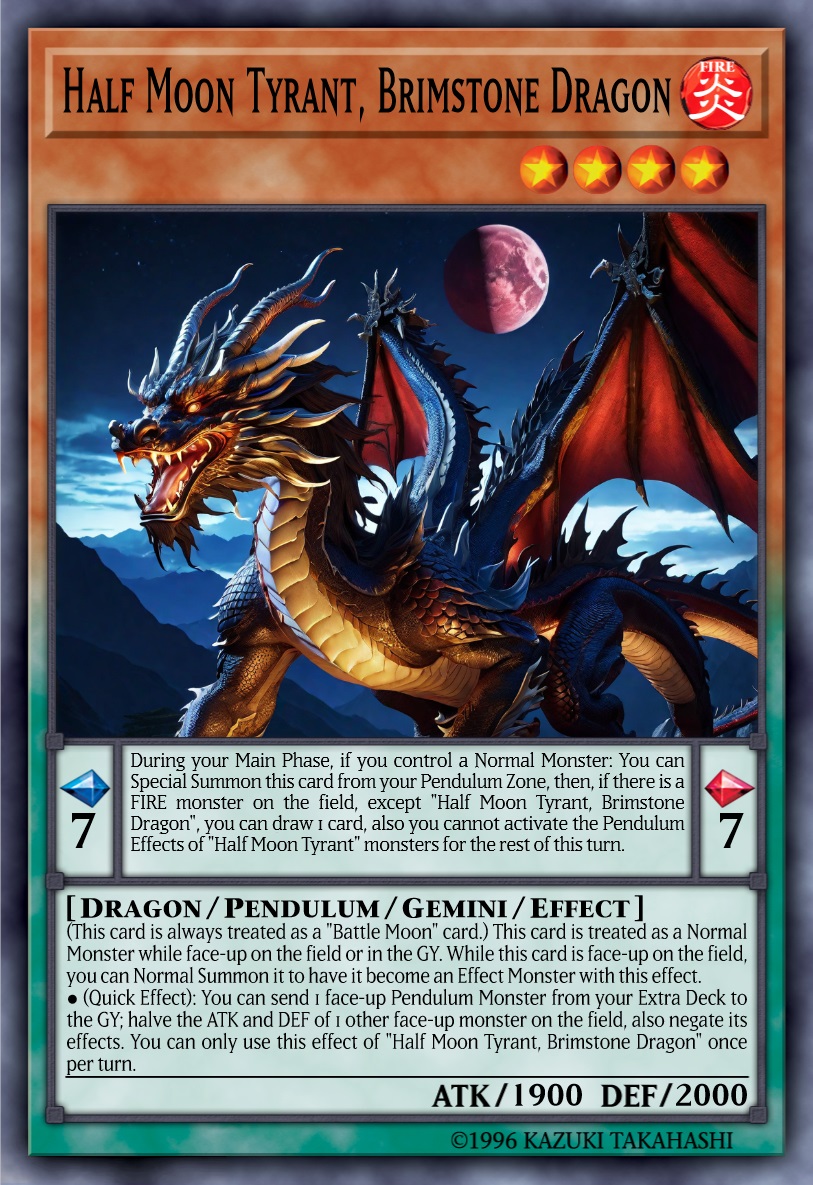 Half Moon Tyrant, Brimstone Dragon
FIRE
炎
During your Main Phase, if you control a Normal Monster: You can
Special Summon this card from your Pendulum Zone, then, if there is a
FIRE monster on the field, except "Half Moon Tyrant, Brimstone
Dragon", you can draw 1 card, also you cannot activate the Pendulum
Effects of "Half Moon Tyrant" monsters for the rest of this turn.
7
7
[ Dragon / Pendulum / Gemini / Effect ]
(This card is always treated as a "Battle Moon" card.) This card is treated as a Normal
Monster while face-up on the field or in the GY. While this card is face-up on the field,
you can Normal Summon it to have it become an Effect Monster with this effect.
● (Quick Effect): You can send 1 face-up Pendulum Monster from your Extra Deck to
the GY; halve the ATK and DEF of 1 other face-up monster on the field, also negate its
effects. You can only use this effect of "Half Moon Tyrant, Brimstone Dragon" once
per turn.
ATK/1900 DEF/2000
©1996 KAZUKI TAKAHASHI